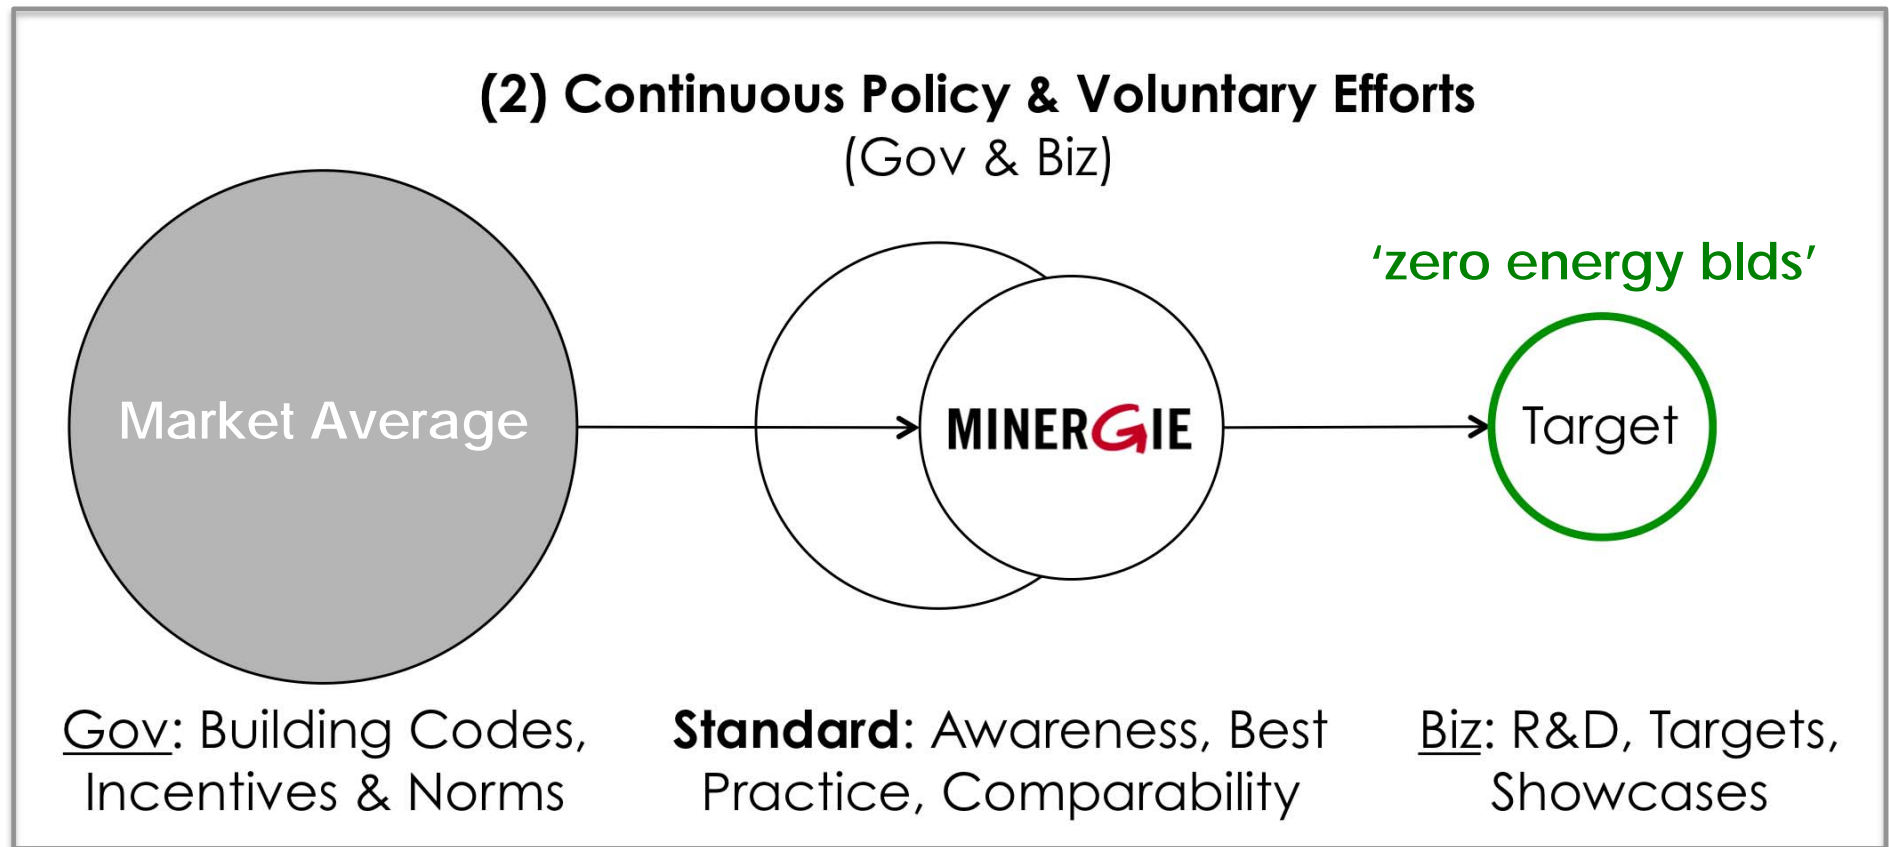 (2) Continuous Policy & Voluntary Efforts
(Gov & Biz)
‘zero energy blds’
Market Average
MINERGIE
Target
Gov: Building Codes,
Incentives & Norms
Standard: Awareness, Best
Practice, Comparability
Biz: R&D, Targets,
Showcases